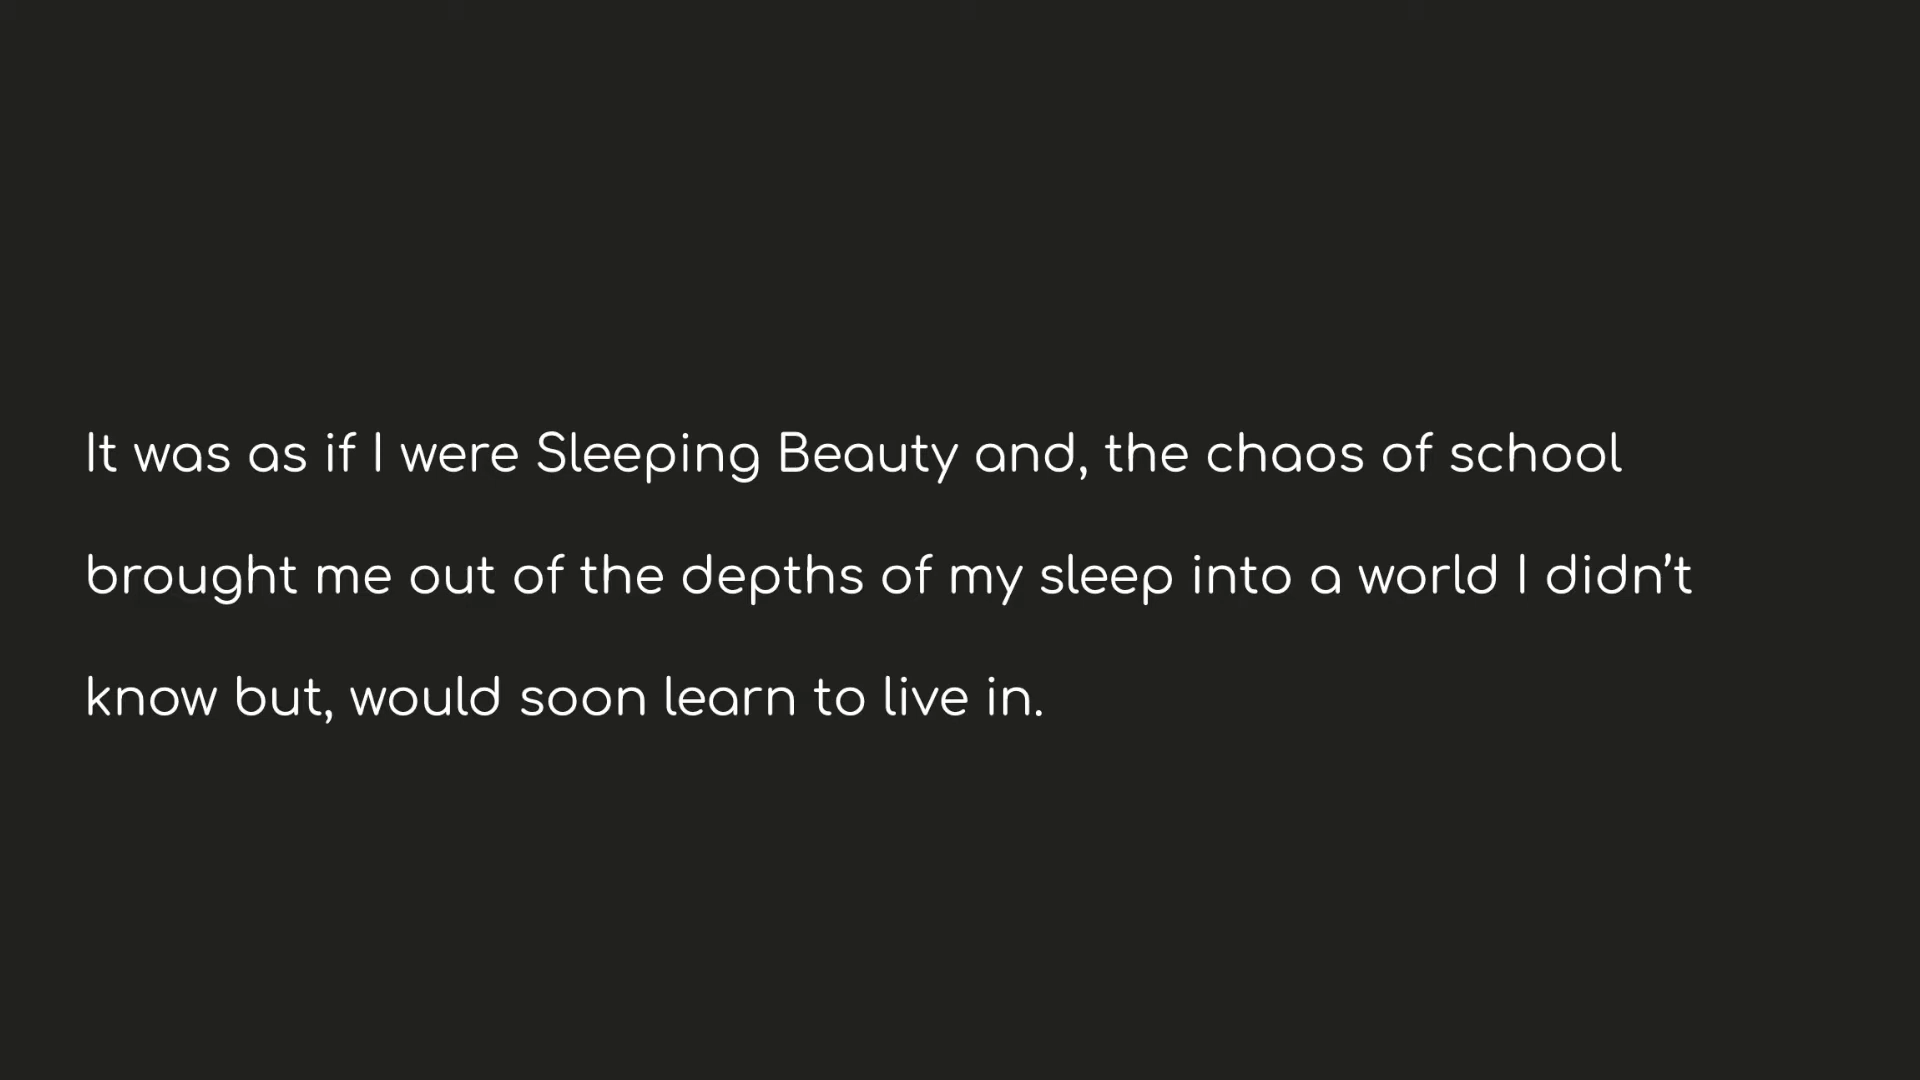 It was as if I were Sleeping Beauty and, the chaos of school
brought me out of the depths of my sleep into a world I didn’t
know but, would soon learn to live in.